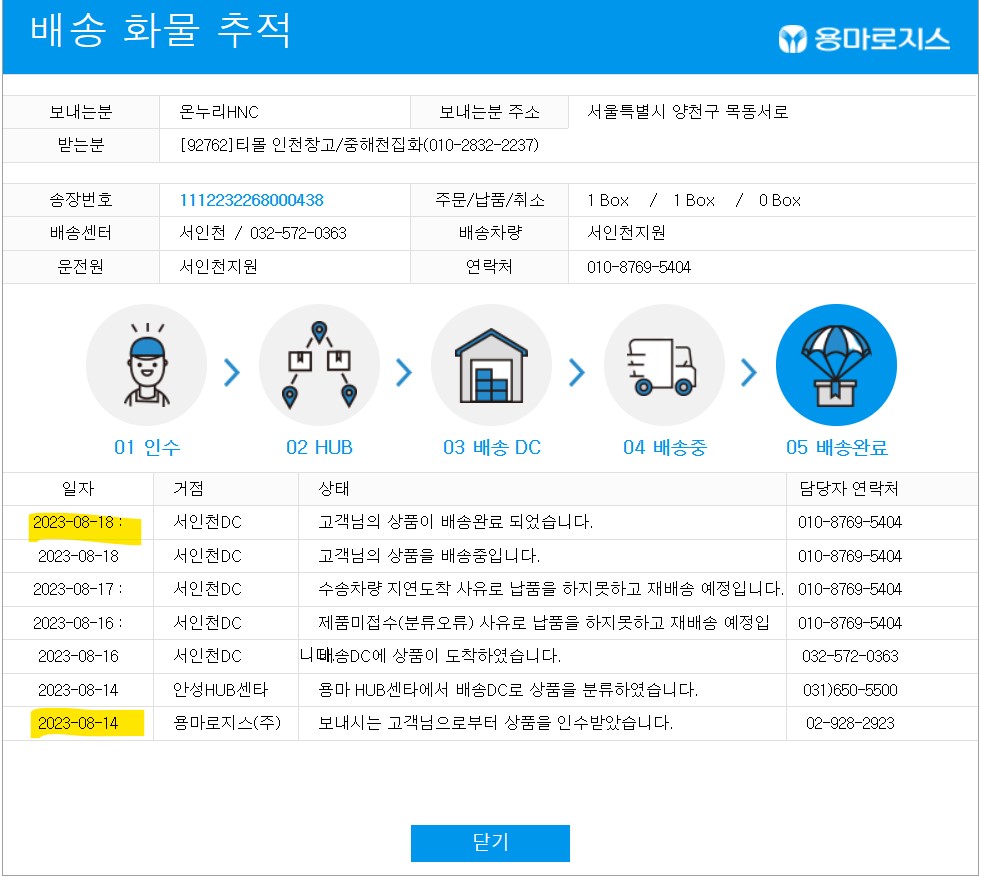 배송 화물 추적
용마로지스
보내는분 온누리HNC 보내는분 주소 서울특별시 양천구 목동서로
받는분 [92762]티몰 인천창고/중해천집화(010-2832-2237)
송장번호 1112232268000438 주문/납품/취소 1 Box / 1 Box / 0 Box
배송센터 서인천 / 032-572-0363 배송차량 서인천지원
운전원 서인천지원 연락처 010-8769-5404
01 인수 02 HUB 03 배송 DC 04 배송중 05 배송완료
일자 거점 상태 담당자 연락처
2023-08-18 : 서인천DC 고객님의 상품이 배송완료 되었습니다. 010-8769-5404
2023-08-18 서인천DC 고객님의 상품을 배송중입니다. 010-8769-5404
2023-08-17 : 서인천DC 수송차량 지연도착 사유로 납품을 하지못하고 재배송 예정입니다. 010-8769-5404
2023-08-16 : 서인천DC 제품미접수(분류오류) 사유로 납품을 하지못하고 재배송 예정입니다. 010-8769-5404
2023-08-16 서인천DC 배송DC에 상품이 도착하였습니다. 032-572-0363
2023-08-14 안성HUB센타 용마 HUB센타에서 배송DC로 상품을 분류하였습니다. 031)650-5500
2023-08-14 용마로지스(주) 보내시는 고객님으로부터 상품을 인수받았습니다. 02-928-2923
닫기